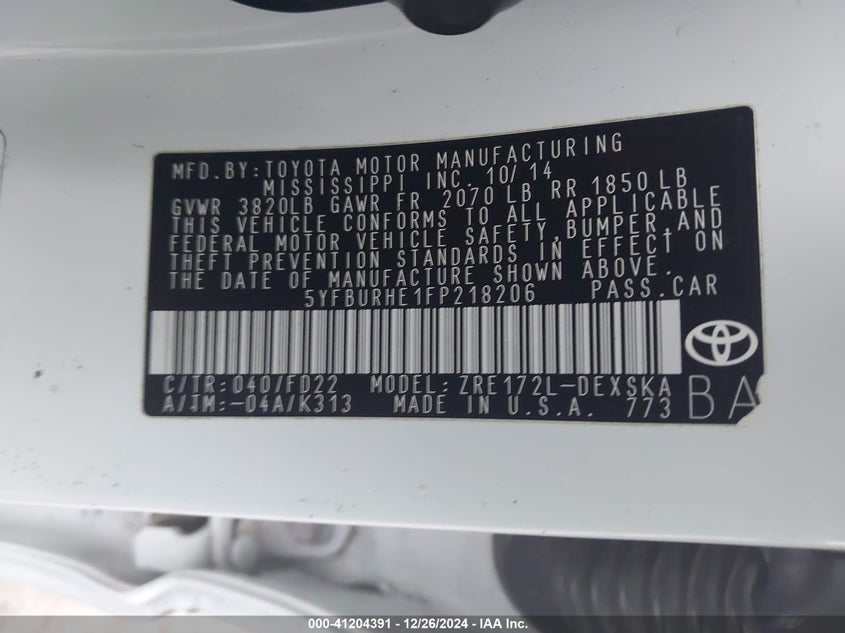 MFD. BY: TOYOTA MOTOR MANUFACTURING
MISSISSIPPI INC. 10/14
GVWR 3820LB GAWR FR 2070 LB RR 1850 LB
THIS VEHICLE CONFORMS TO ALL APPLICABLE
FEDERAL MOTOR VEHICLE SAFETY, BUMPER, AND
THEFT PREVENTION STANDARDS IN EFFECT ON
THE DATE OF MANUFACTURE SHOWN ABOVE.
5YFBURHE1FP218206 PASS. CAR
C/TR: 040/FD22 MODEL: ZRE172L-DEXSKA
A/TM: -04A/K313 MADE IN U.S.A. 773 BA
000-41204391 - 12/26/2024 - IAA Inc.